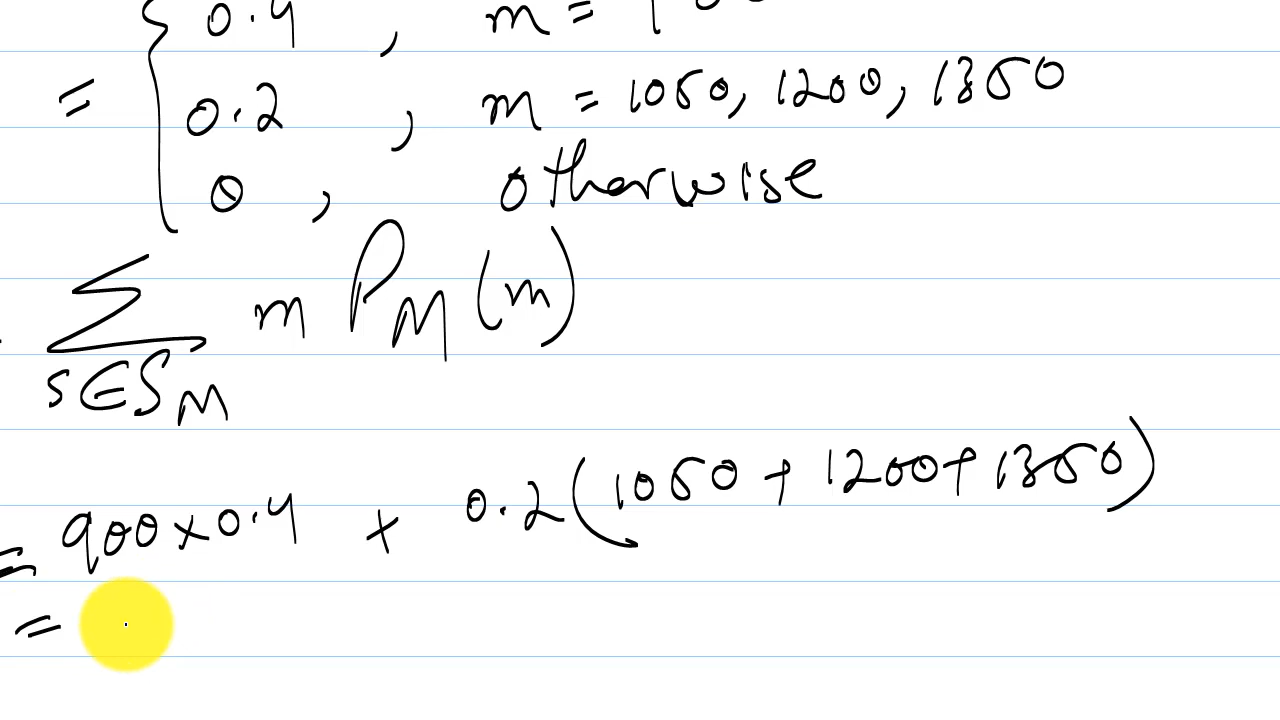 0.4 , m = 90
= { 0.2 , m = 1050, 1200, 1350
0 , otherwise
∑ m P_M (m)
s∈S_M
= 900 × 0.4 + 0.2 (1050 + 1200 + 1350)
=